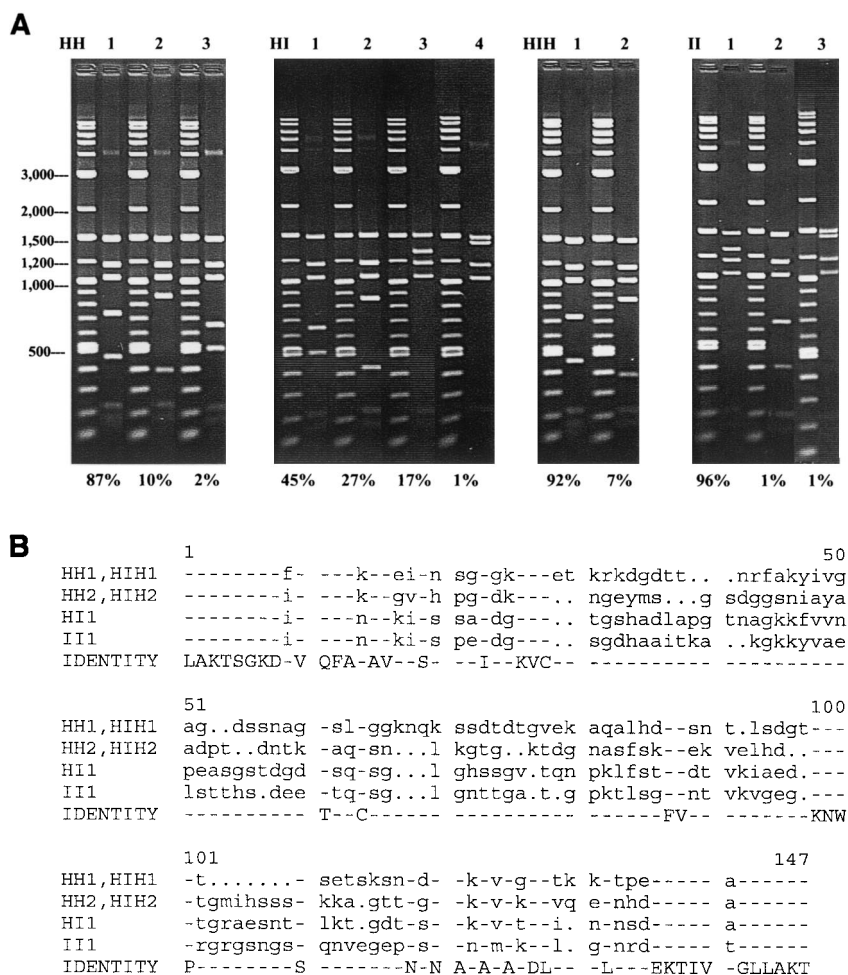 A
HH 1 2 3 HI 1 2 3 4 HIH 1 2 II 1 2 3
3,000---
2,000---
1,500---
1,200---
1,000---
500---
87% 10% 2% 45% 27% 17% 1% 92% 7% 96% 1% 1%
B
1 50
HH1,HIH1 --------f- ---k--ei-n sg-gk---et krkdgdtt.. .nrfakyivg
HH2,HIH2 --------i- ---k--gv-h pg-dk---.. ngeyms...g sdggsniaya
HI1 --------i- ---n--ki-s sa-dg---.. tgshadlapg tnagkkfvvn
II1 --------i- ---n--ki-s pe-dg---.. sgdhaaitka ..kgkkyvae
IDENTITY LAKTSGKD-V QFA-AV--S- ---I--KVC-- ---------- ----------
51 100
HH1,HIH1 ag..dssnag -sl-ggknqk ssdtdtgvek aqalhd--sn t.lsdgt---
HH2,HIH2 adpt..dntk -aq-sn...l kgtg..ktdg nasfsk--ek velhd..---
HI1 peasgstdgd -sq-sg...l ghssgv.tqn pklfst--dt vkiaed.---
II1 lstths.dee -tq-sg...l gnttga.t.g pktlsg--nt vkvgeg.---
IDENTITY ---------- T--C------ ---------- ------FV-- -------KNW
101 147
HH1,HIH1 -t.......- setsksn-d- -k-v-g--tk k-tpe----- a------
HH2,HIH2 -tgmihsss- kka.gtt-g- -k-v-k--vq e-nhd----- a------
HI1 -tgraesnt- lkt.gdt-s- -k-v-t--i. n-nsd----- a------
II1 -rgrgsngs- qnvegep-s- -n-m-k--l. g-nrd----- t------
IDENTITY P--------S -------N-N A-A-A-DL-- -L---EKTIV -GLLAKT